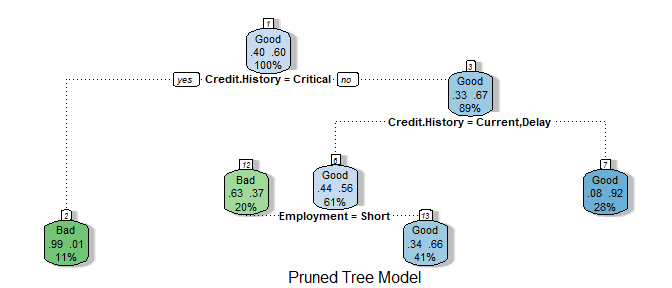 1
Good
.40 .60
100%
yes Credit.History = Critical no
3
Good
.33 .67
89%
Credit.History = Current,Delay
12
Bad
.63 .37
20%
6
Good
.44 .56
61%
7
Good
.08 .92
28%
Employment = Short
2
Bad
.99 .01
11%
13
Good
.34 .66
41%
Pruned Tree Model